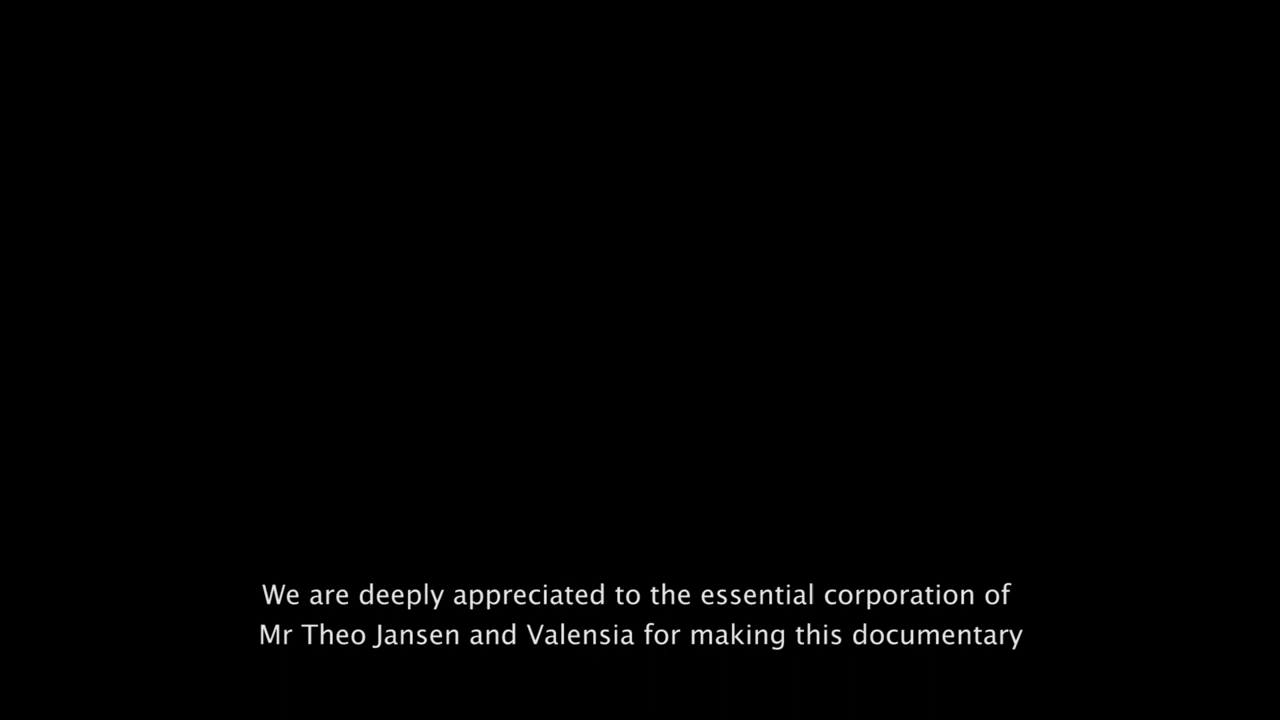 We are deeply appreciated to the essential corporation of
Mr Theo Jansen and Valensia for making this documentary